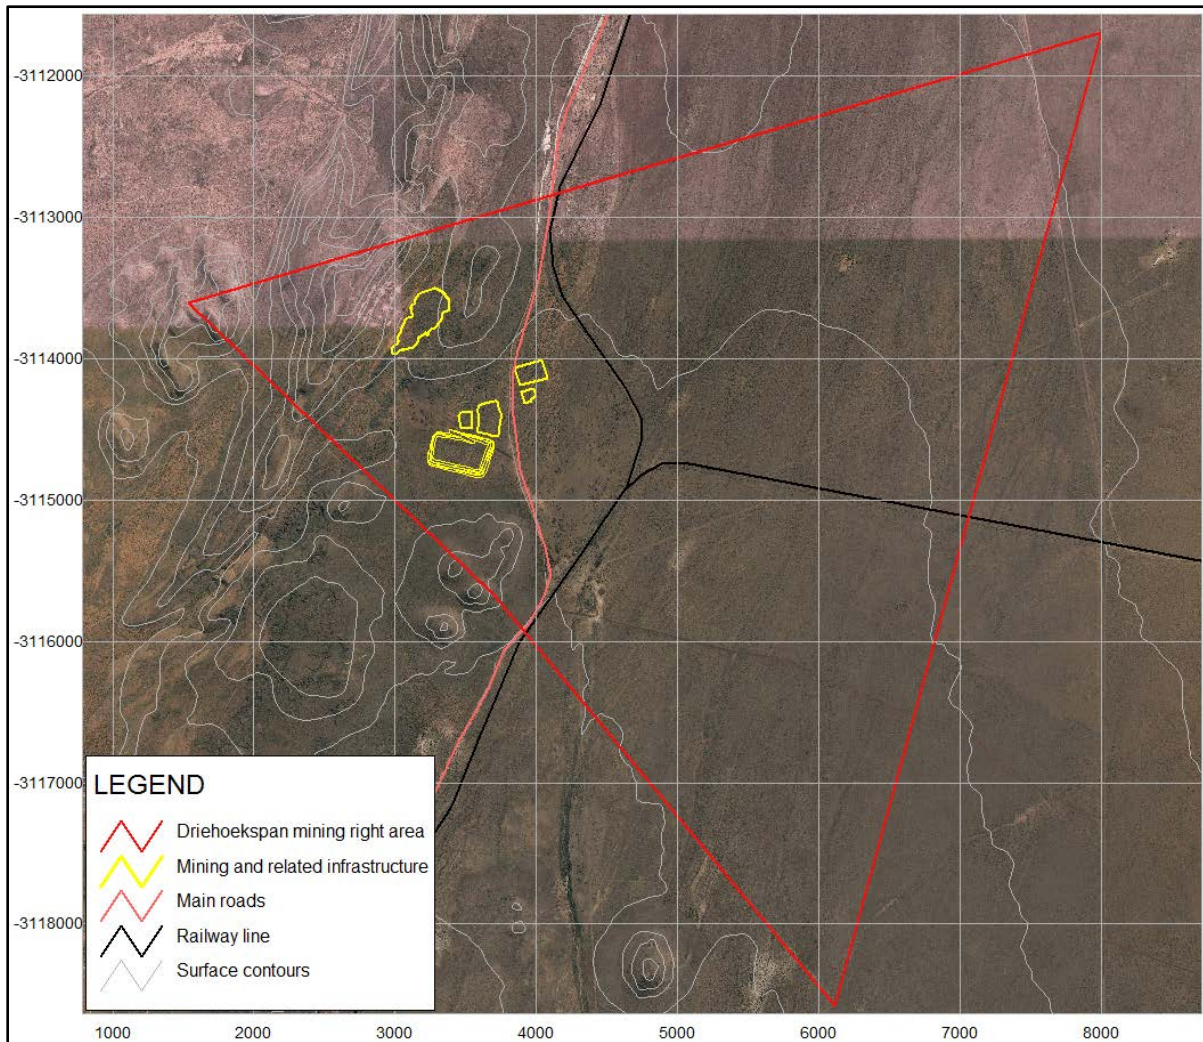 -3112000
-3113000
-3114000
-3115000
-3116000
-3117000
-3118000
LEGEND
Driehoekspan mining right area
Mining and related infrastructure
Main roads
Railway line
Surface contours
1000 2000 3000 4000 5000 6000 7000 8000